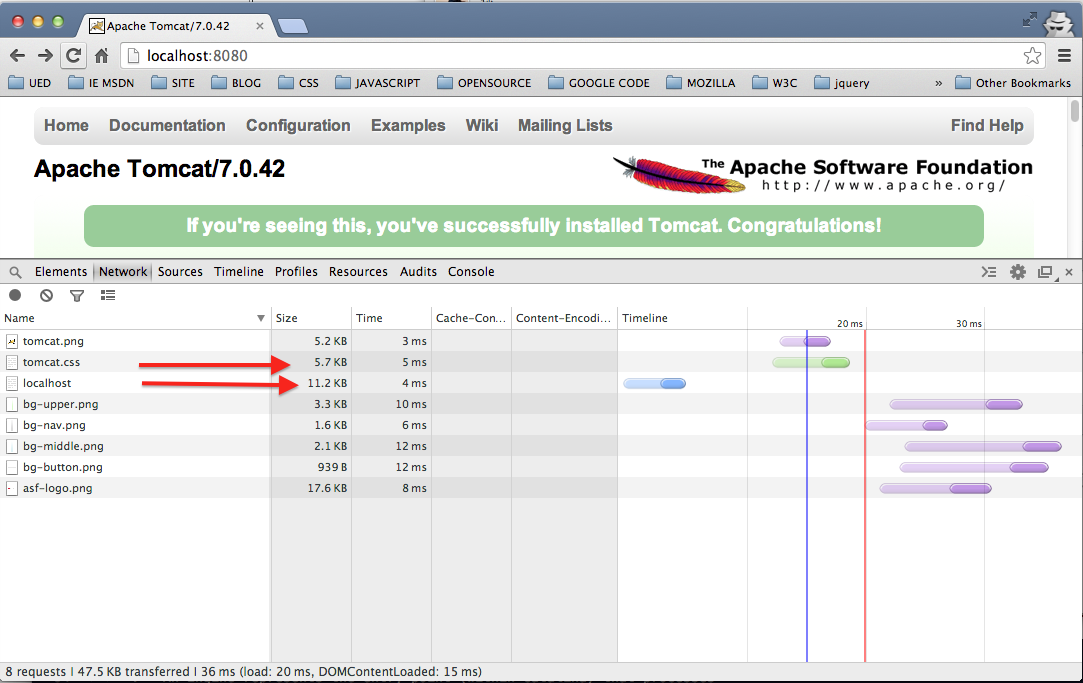 Apache Tomcat/7.0.42
localhost:8080
UED IE MSDN SITE BLOG CSS JAVASCRIPT OPENSOURCE GOOGLE CODE MOZILLA W3C jquery » Other Bookmarks
Home Documentation Configuration Examples Wiki Mailing Lists Find Help
Apache Tomcat/7.0.42
The Apache Software Foundation
http://www.apache.org/
If you're seeing this, you've successfully installed Tomcat. Congratulations!
Elements Network Sources Timeline Profiles Resources Audits Console
Name Size Time Cache-Con... Content-Encodi... Timeline
20 ms 30 ms
tomcat.png 5.2 KB 3 ms
tomcat.css 5.7 KB 5 ms
localhost 11.2 KB 4 ms
bg-upper.png 3.3 KB 10 ms
bg-nav.png 1.6 KB 6 ms
bg-middle.png 2.1 KB 12 ms
bg-button.png 939 B 12 ms
asf-logo.png 17.6 KB 8 ms
8 requests | 47.5 KB transferred | 36 ms (load: 20 ms, DOMContentLoaded: 15 ms)